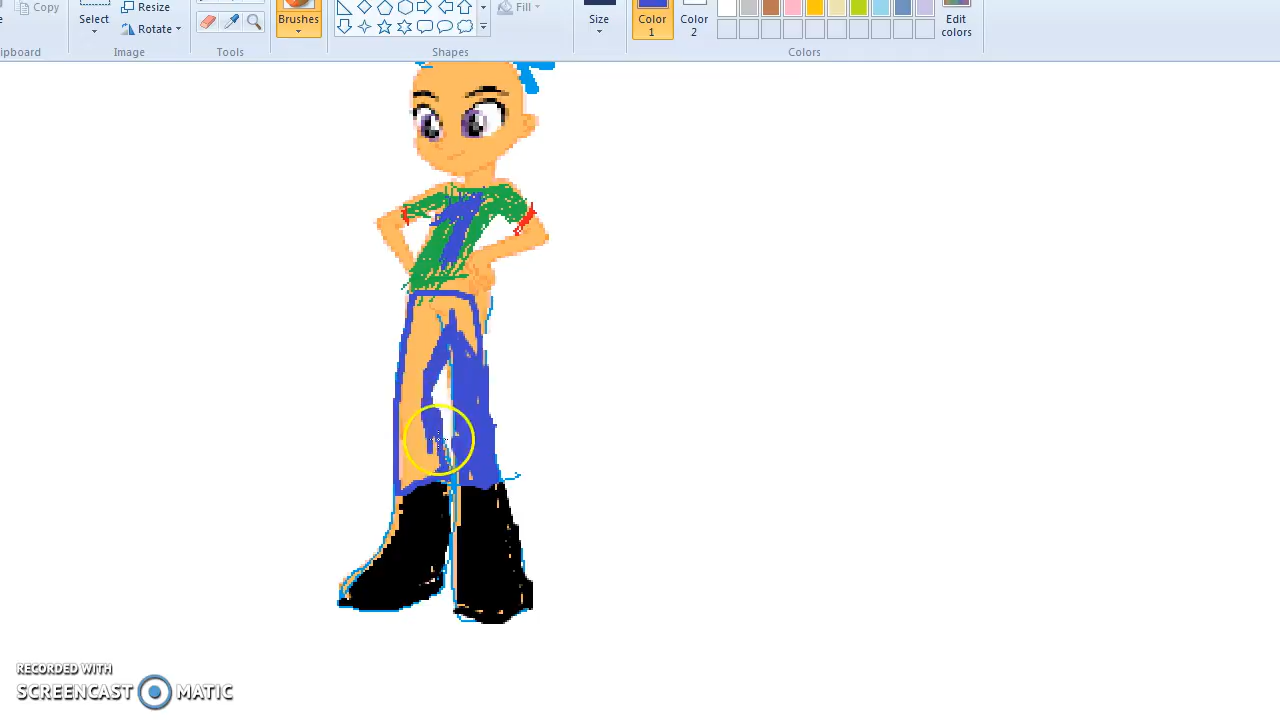 Copy
Select
Resize
Rotate
Brushes
Fill
Size
Color
1
Color
2
Edit
colors
Image
Tools
Shapes
Colors
RECORDED WITH
SCREENCAST MATIC